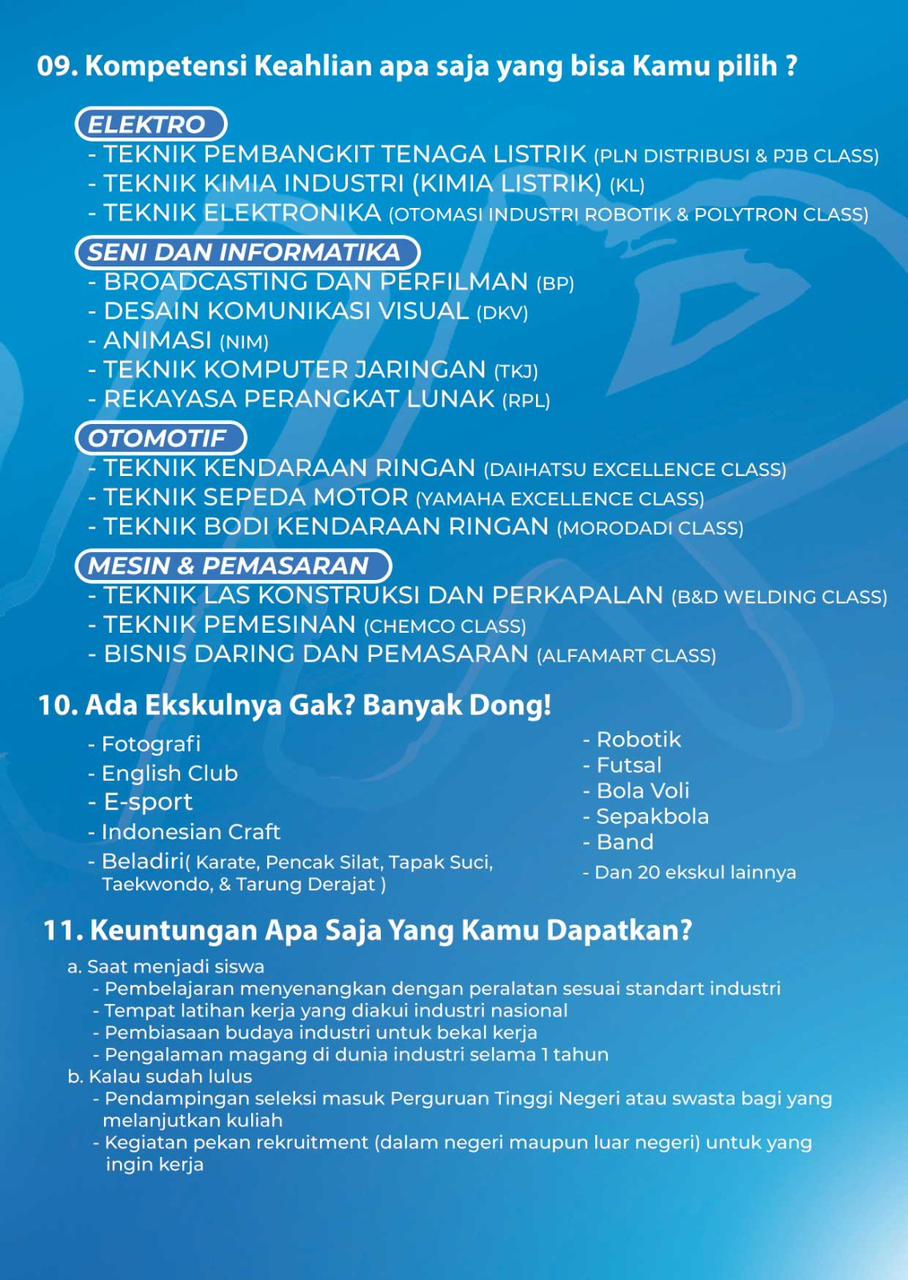 09. Kompetensi Keahlian apa saja yang bisa Kamu pilih ?
ELEKTRO
- TEKNIK PEMBANGKIT TENAGA LISTRIK (PLN DISTRIBUSI & PJB CLASS)
- TEKNIK KIMIA INDUSTRI (KIMIA LISTRIK) (KL)
- TEKNIK ELEKTRONIKA (OTOMASI INDUSTRI ROBOTIK & POLYTRON CLASS)
SENI DAN INFORMATIKA
- BROADCASTING DAN PERFILMAN (BP)
- DESAIN KOMUNIKASI VISUAL (DKV)
- ANIMASI (NIM)
- TEKNIK KOMPUTER JARINGAN (TKJ)
- REKAYASA PERANGKAT LUNAK (RPL)
OTOMOTIF
- TEKNIK KENDARAAN RINGAN (DAIHATSU EXCELLENCE CLASS)
- TEKNIK SEPEDA MOTOR (YAMAHA EXCELLENCE CLASS)
- TEKNIK BODI KENDARAAN RINGAN (MORODADI CLASS)
MESIN & PEMASARAN
- TEKNIK LAS KONSTRUKSI DAN PERKAPALAN (B&D WELDING CLASS)
- TEKNIK PEMESINAN (CHEMCO CLASS)
- BISNIS DARING DAN PEMASARAN (ALFAMART CLASS)
10. Ada Ekskulnya Gak? Banyak Dong!
- Fotografi
- English Club
- E-sport
- Indonesian Craft
- Beladiri( Karate, Pencak Silat, Tapak Suci,
Taekwondo, & Tarung Derajat )
- Robotik
- Futsal
- Bola Voli
- Sepakbola
- Band
- Dan 20 ekskul lainnya
11. Keuntungan Apa Saja Yang Kamu Dapatkan?
a. Saat menjadi siswa
- Pembelajaran menyenangkan dengan peralatan sesuai standart industri
- Tempat latihan kerja yang diakui industri nasional
- Pembiasaan budaya industri untuk bekal kerja
- Pengalaman magang di dunia industri selama 1 tahun
b. Kalau sudah lulus
- Pendampingan seleksi masuk Perguruan Tinggi Negeri atau swasta bagi yang
melanjutkan kuliah
- Kegiatan pekan rekruitment (dalam negeri maupun luar negeri) untuk yang
ingin kerja